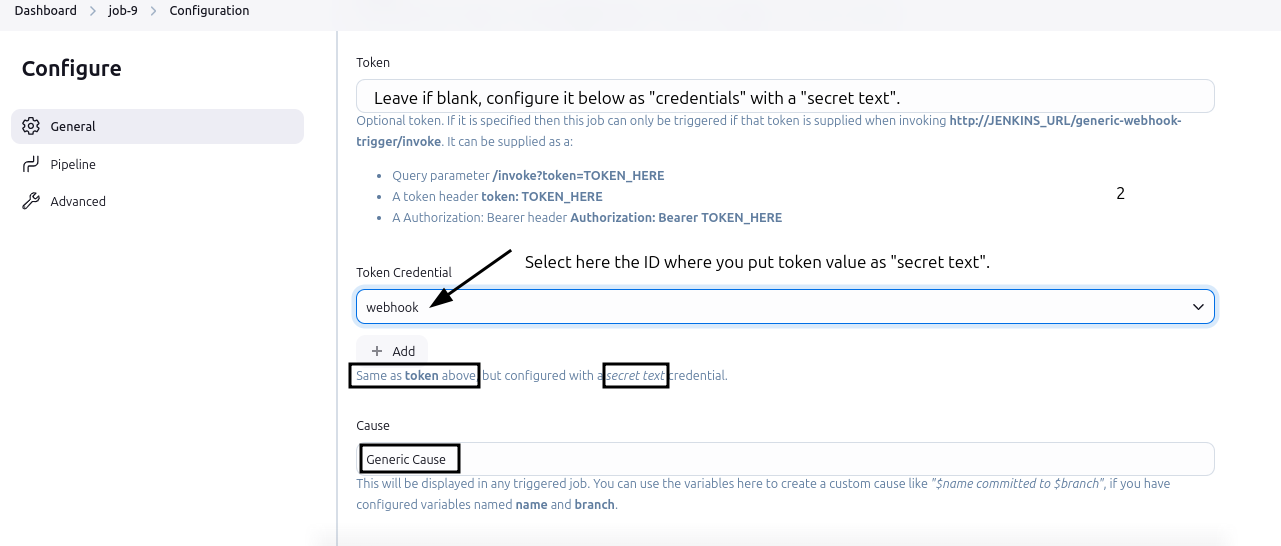 Dashboard > job-9 > Configuration
Configure
General
Pipeline
Advanced
Token
Leave if blank, configure it below as "credentials" with a "secret text".
Optional token. If it is specified then this job can only be triggered if that token is supplied when invoking http://JENKINS_URL/generic-webhook-
trigger/invoke. It can be supplied as a:
Query parameter /invoke?token=TOKEN_HERE
A token header token: TOKEN_HERE
A Authorization: Bearer header Authorization: Bearer TOKEN_HERE
2
Select here the ID where you put token value as "secret text".
Token Credential
webhook
+ Add
Same as token above, but configured with a secret text credential.
Cause
Generic Cause
This will be displayed in any triggered job. You can use the variables here to create a custom cause like "$name committed to $branch", if you have
configured variables named name and branch.